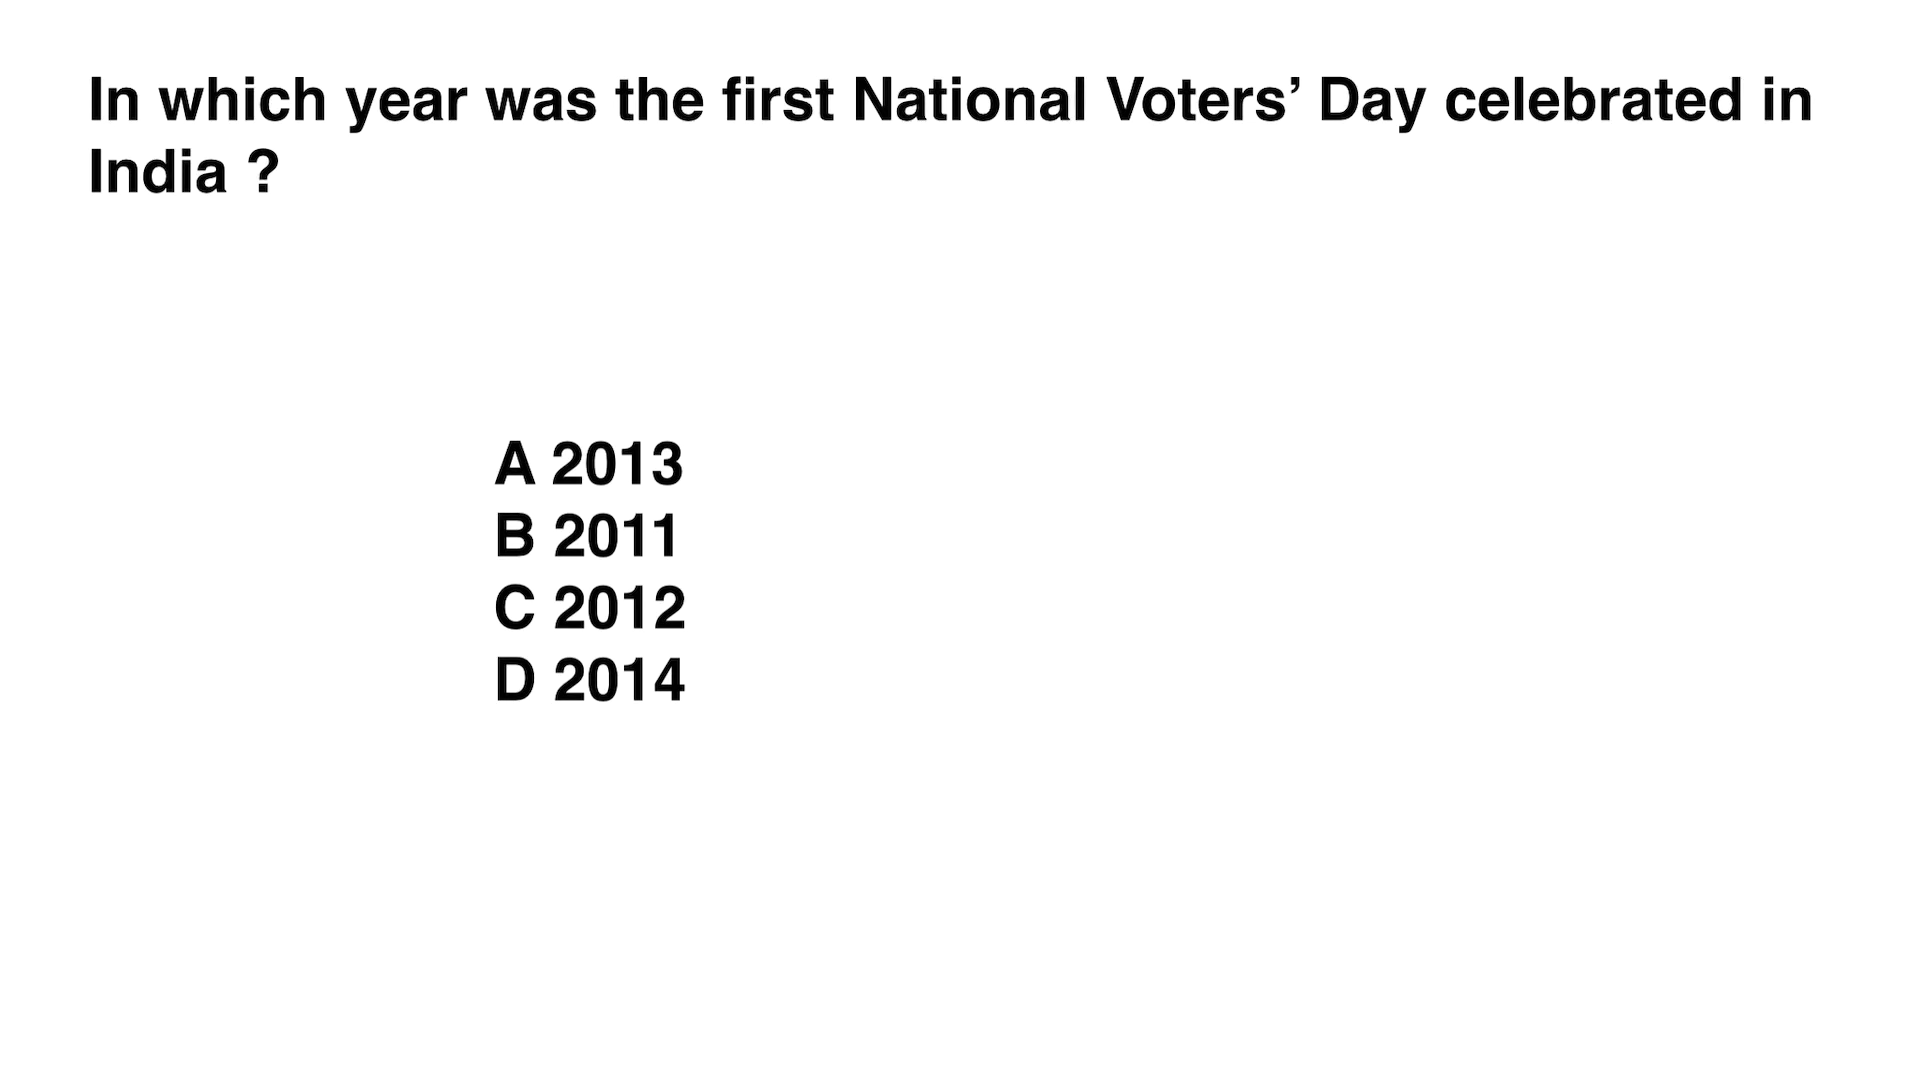 In which year was the first National Voters’ Day celebrated in
India ?
A 2013
B 2011
C 2012
D 2014